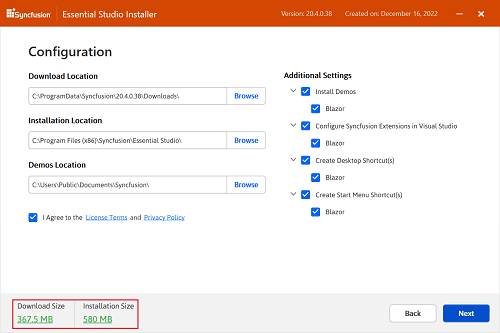 Syncfusion Essential Studio Installer Version: 20.4.0.38 Created on: December 16, 2022
Configuration
Download Location
C:\ProgramData\Syncfusion\20.4.0.38\Downloads\ Browse
Installation Location
C:\Program Files (x86)\Syncfusion\Essential Studio\ Browse
Demos Location
C:\Users\Public\Documents\Syncfusion\ Browse
I Agree to the License Terms and Privacy Policy
Additional Settings
Install Demos
Blazor
Configure Syncfusion Extensions in Visual Studio
Blazor
Create Desktop Shortcut(s)
Blazor
Create Start Menu Shortcut(s)
Blazor
Download Size Installation Size
367.5 MB 580 MB
Back Next